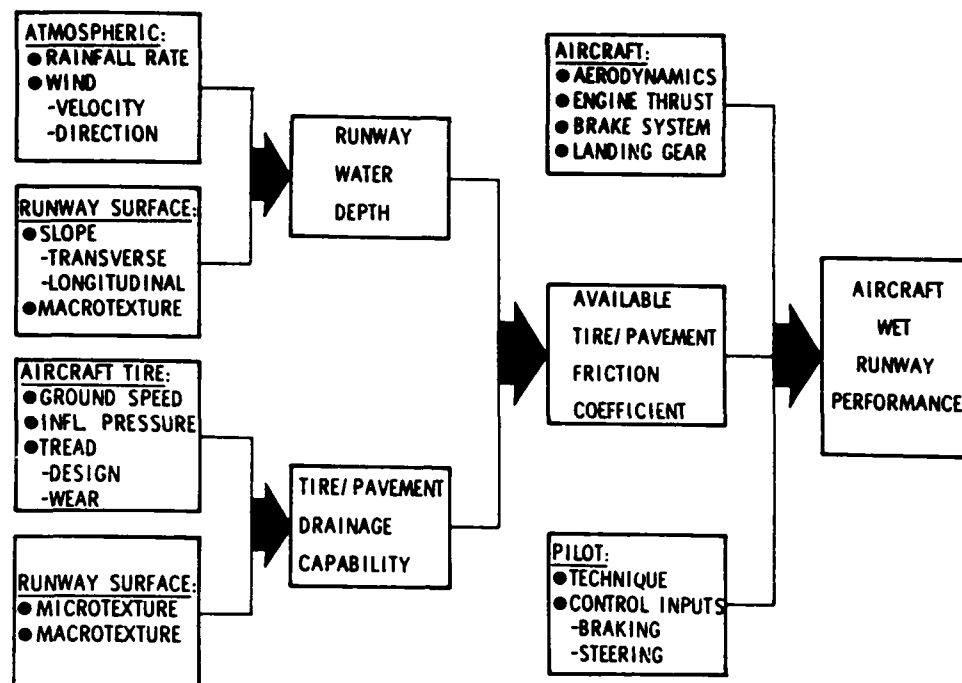 ATMOSPHERIC:
● RAINFALL RATE
● WIND
-VELOCITY
-DIRECTION
RUNWAY SURFACE:
● SLOPE
-TRANSVERSE
-LONGITUDINAL
● MACROTEXTURE
RUNWAY
WATER
DEPTH
AIRCRAFT TIRE:
● GROUND SPEED
● INFL. PRESSURE
● TREAD
-DESIGN
-WEAR
RUNWAY SURFACE:
● MICROTEXTURE
● MACROTEXTURE
TIRE/PAVEMENT
DRAINAGE
CAPABILITY
AIRCRAFT:
● AERODYNAMICS
● ENGINE THRUST
● BRAKE SYSTEM
● LANDING GEAR
AVAILABLE
TIRE/PAVEMENT
FRICTION
COEFFICIENT
PILOT:
● TECHNIQUE
● CONTROL INPUTS
-BRAKING
-STEERING
AIRCRAFT
WET
RUNWAY
PERFORMANCE